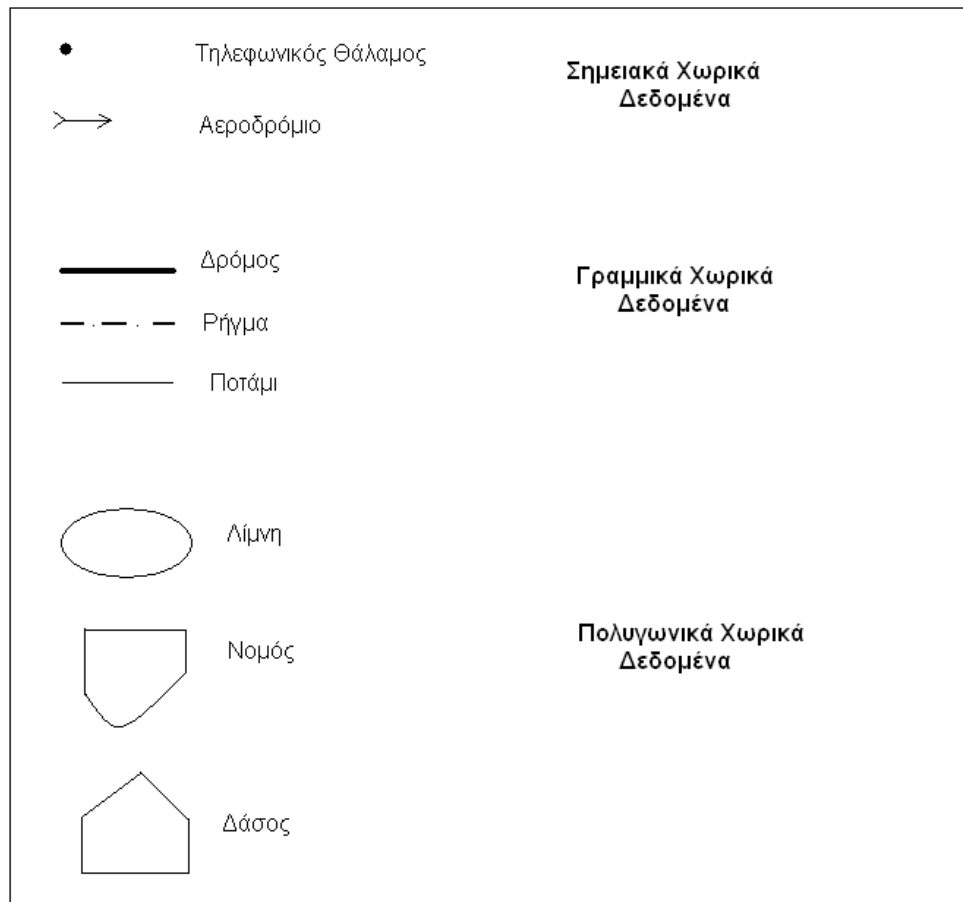 Τηλεφωνικός Θάλαμος
Σημειακά Χωρικά
Δεδομένα
Αεροδρόμιο
Δρόμος
Γραμμικά Χωρικά
Δεδομένα
Ρήγμα
Ποτάμι
Λίμνη
Πολυγωνικά Χωρικά
Δεδομένα
Νομός
Δάσος